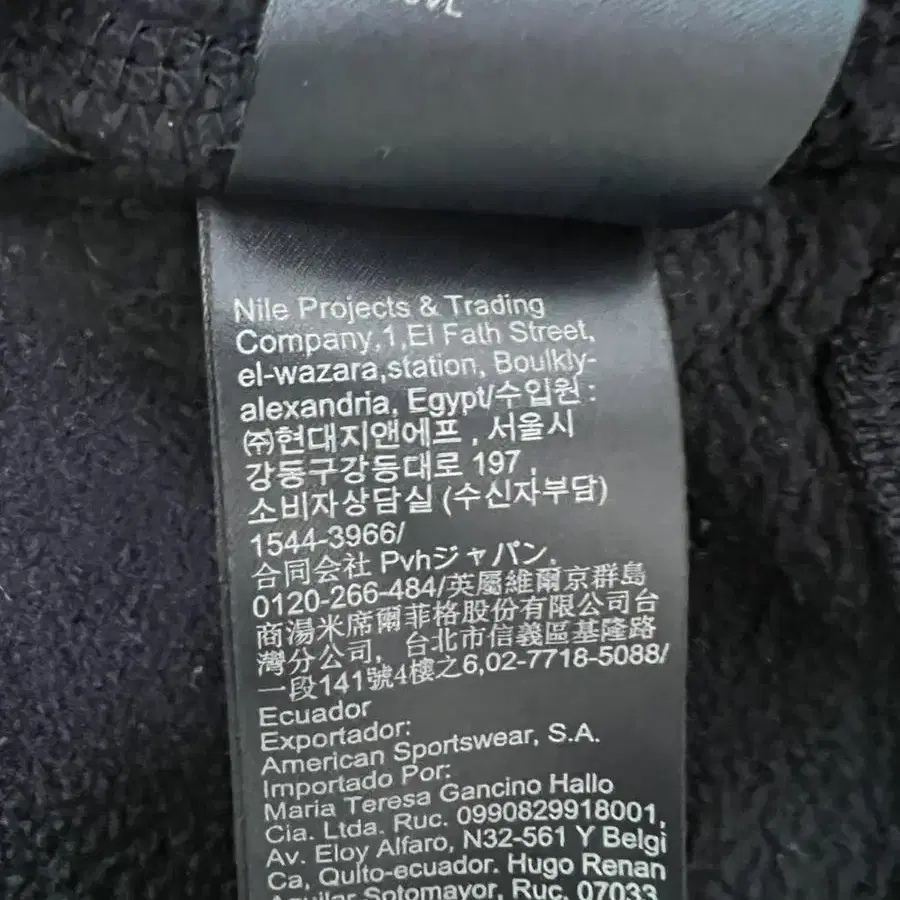 Nile Projects & Trading
Company,1,El Fath Street,
el-wazara,station, Boulkly-
alexandria, Egypt/수입원 :
㈜현대지앤에프 , 서울시
강동구강등대로 197 ,
소비자상담실 (수신자부담)
1544-3966/
合同会社 Pvhジャパン,
0120-266-484/英屬維爾京群島
商湯米席爾菲格股份有限公司台
灣分公司, 台北市信義區基隆路
一段141號4樓之6,02-7718-5088/
Ecuador
Exportador:
American Sportswear, S.A.
Importado Por:
Maria Teresa Gancino Hallo
Cia. Ltda. Ruc. 0990829918001,
Av. Eloy Alfaro, N32-561 Y Belgi
Ca, Quito-ecuador. Hugo Renan
Aguilar Sotomayor, Ruc. 07033